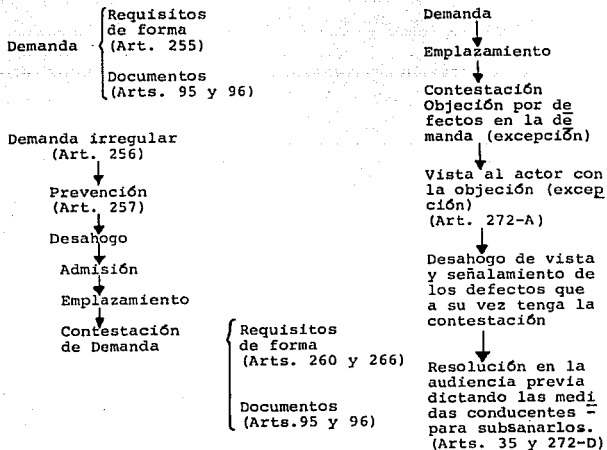 Demanda
Requisitos
de forma
(Art. 255)
Documentos
(Arts. 95 y 96)
Demanda irregular
(Art. 256)
Prevención
(Art. 257)
Desahogo
Admisión
Emplazamiento
Contestación
de Demanda
Requisitos
de forma
(Arts. 260 y 266)
Documentos
(Arts.95 y 96)
Demanda
Emplazamiento
Contestación
Objeción por de
fectos en la de
manda (excepción)
Vista al actor con
la objeción (excep
ción)
(Art. 272-A)
Desahogo de vista
y señalamiento de
los defectos que
a su vez tenga la
contestación
Resolución en la
audiencia previa
dictando las medi
das conducentes -
para subsanarlos.
(Arts. 35 y 272-D)